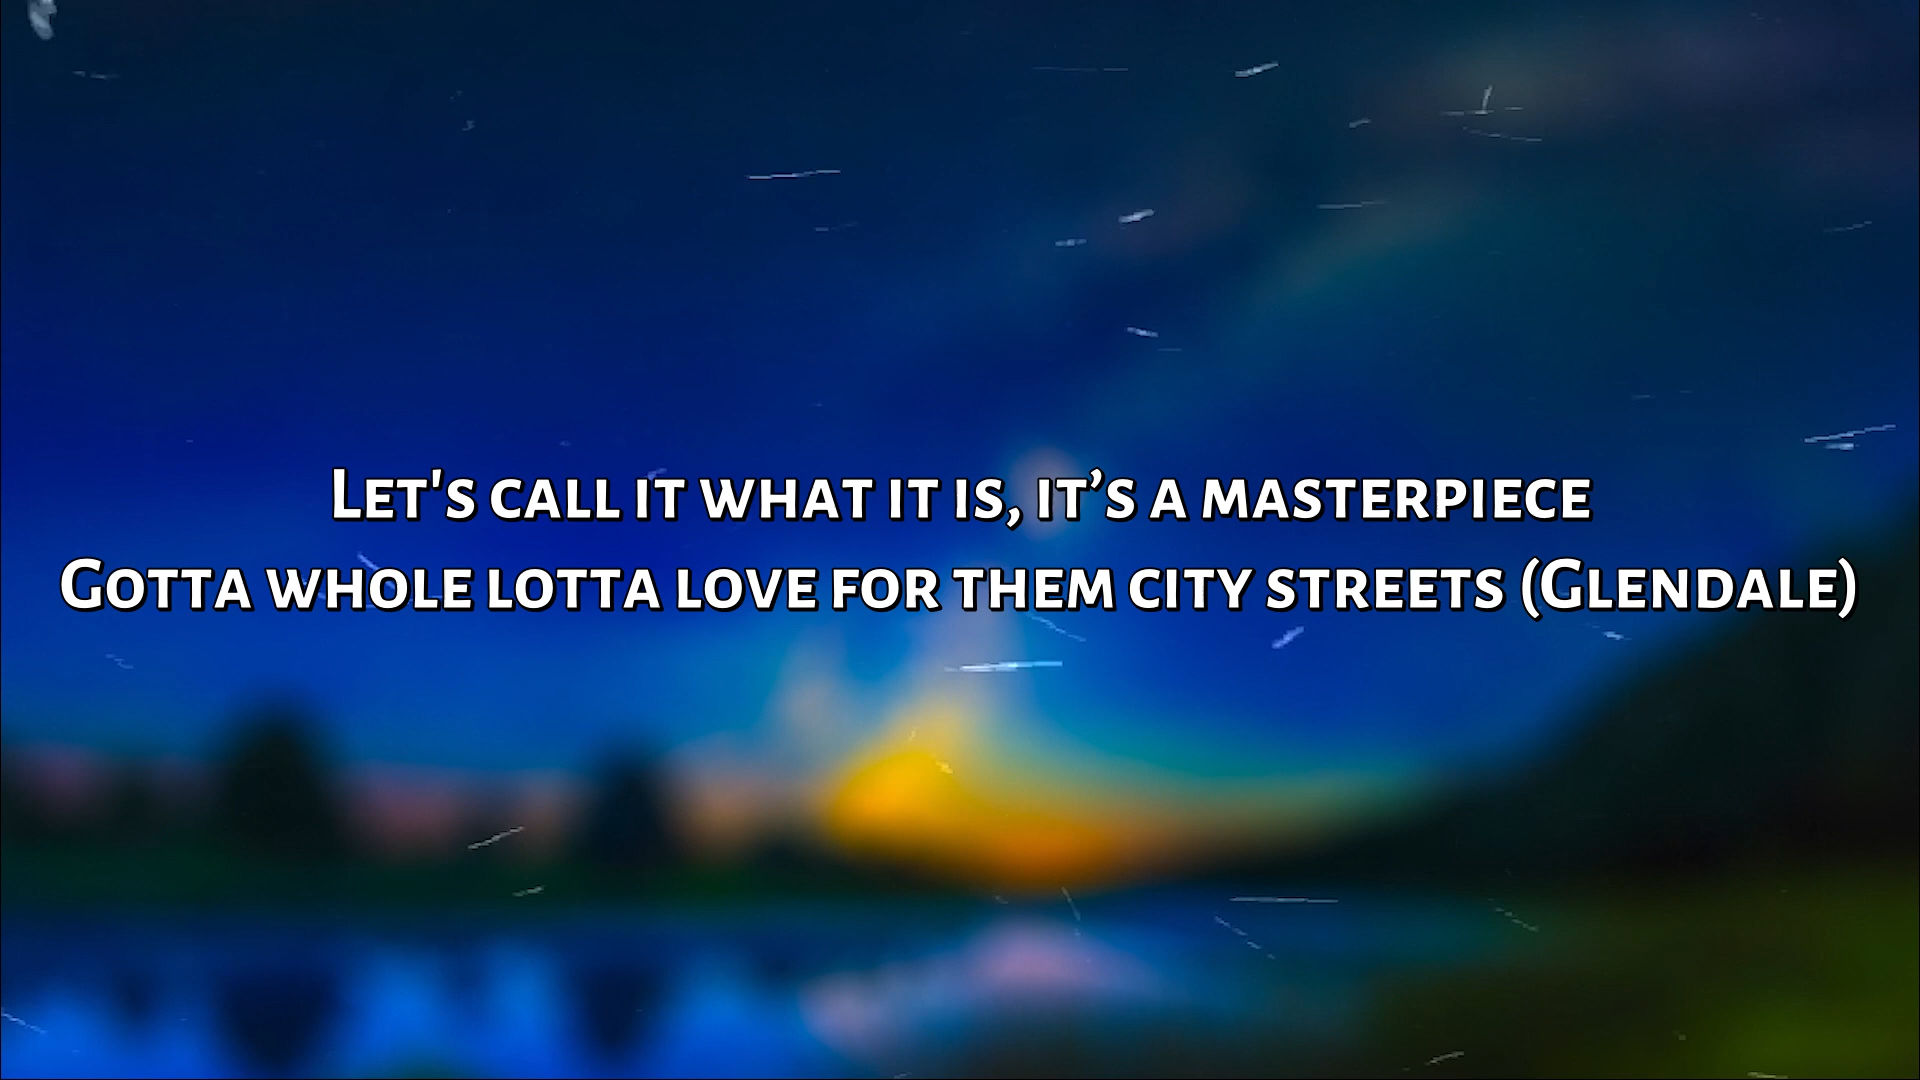 Let's call it what it is, it’s a masterpiece
Gotta whole lotta love for them city streets (Glendale)